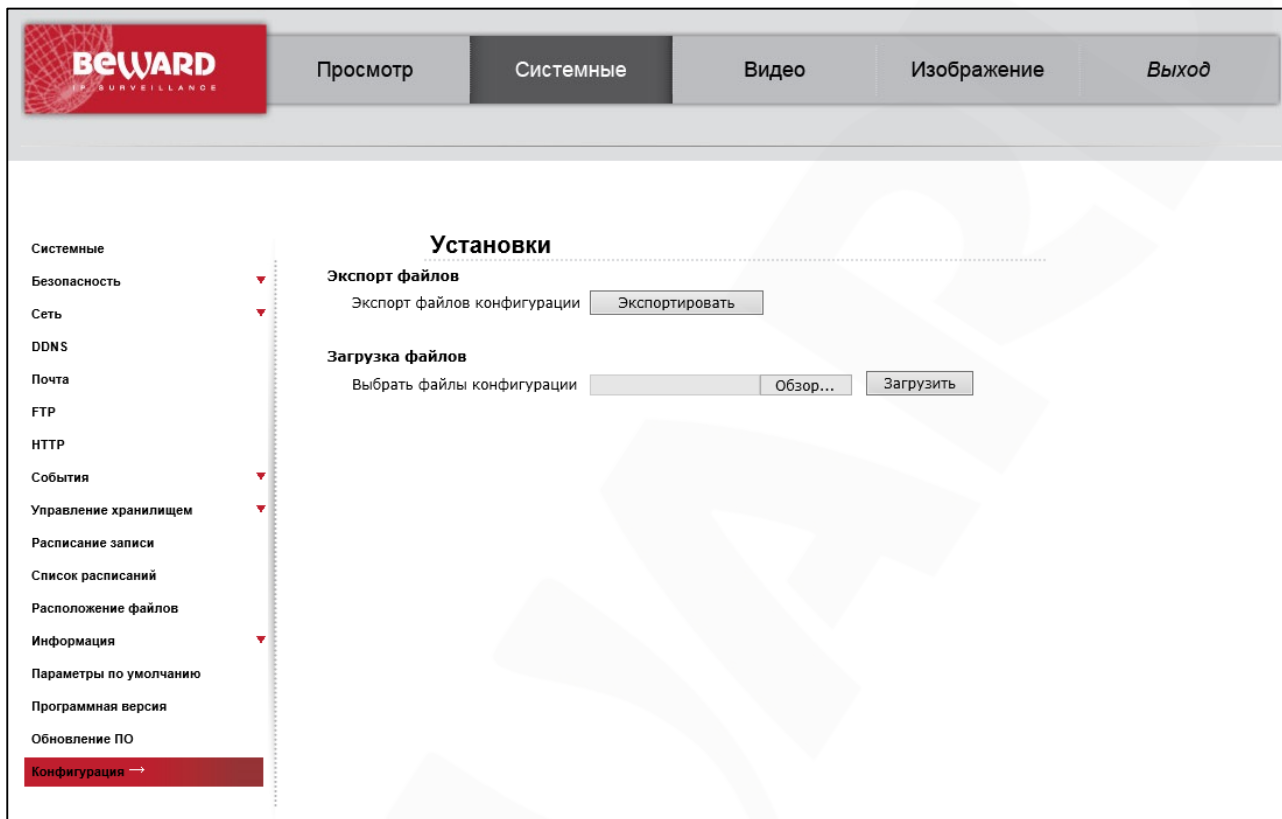 BEWARD
IP SURVEILLANCE
Просмотр
Системные
Видео
Изображение
Выход
Системные
Безопасность
Сеть
DDNS
Почта
FTP
HTTP
События
Управление хранилищем
Расписание записи
Список расписаний
Расположение файлов
Информация
Параметры по умолчанию
Программная версия
Обновление ПО
Конфигурация →
Установки
Экспорт файлов
Экспорт файлов конфигурации Экспортировать
Загрузка файлов
Выбрать файлы конфигурации Обзор... Загрузить